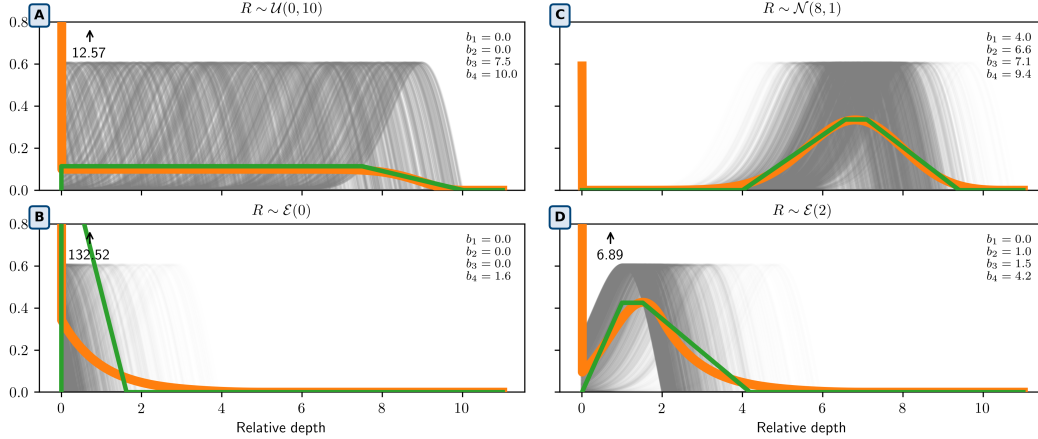 A
R ∼ 𝒰(0, 10)
12.57
b₁ = 0.0
b₂ = 0.0
b₃ = 7.5
b₄ = 10.0
0.8
0.6
0.4
0.2
0.0
C
R ∼ 𝒩(8, 1)
b₁ = 4.0
b₂ = 6.6
b₃ = 7.1
b₄ = 9.4
B
R ∼ ℰ(0)
132.52
b₁ = 0.0
b₂ = 0.0
b₃ = 0.0
b₄ = 1.6
0.8
0.6
0.4
0.2
0.0
0 2 4 6 8 10
Relative depth
D
R ∼ ℰ(2)
6.89
b₁ = 0.0
b₂ = 1.0
b₃ = 1.5
b₄ = 4.2
0 2 4 6 8 10
Relative depth